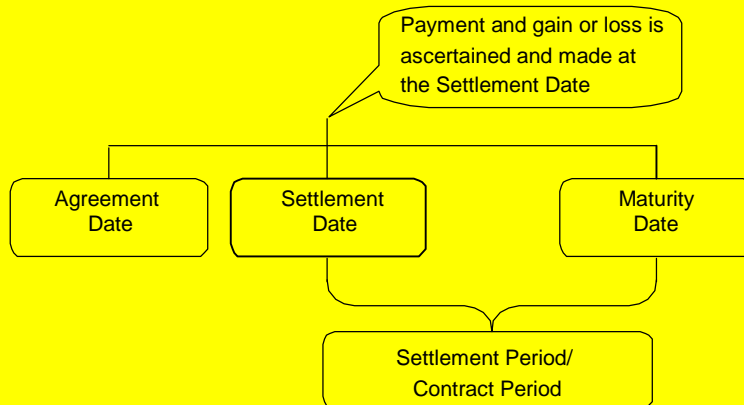 Payment and gain or loss is
ascertained and made at
the Settlement Date
Agreement
Date
Settlement
Date
Maturity
Date
Settlement Period/
Contract Period